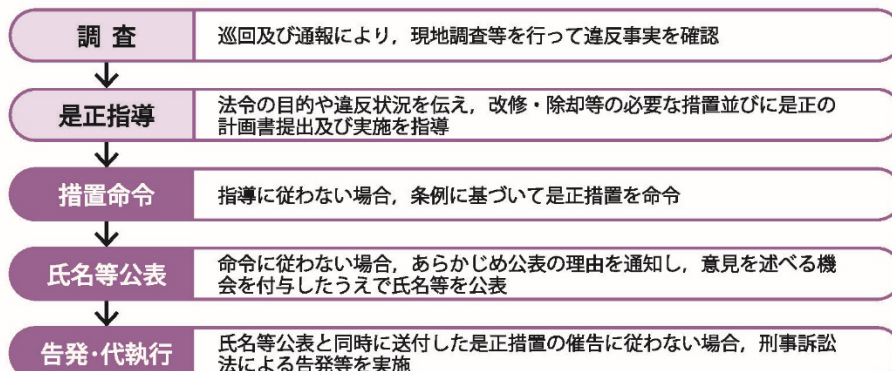 調 査
巡回及び通報により，現地調査等を行って違反事実を確認
是正指導
法令の目的や違反状況を伝え，改修・除却等の必要な措置並びに是正の
計画書提出及び実施を指導
措置命令
指導に従わない場合，条例に基づいて是正措置を命令
氏名等公表
命令に従わない場合，あらかじめ公表の理由を通知し，意見を述べる機
会を付与したうえで氏名等を公表
告発・代執行
氏名等公表と同時に送付した是正措置の催告に従わない場合，刑事訴訟
法による告発等を実施